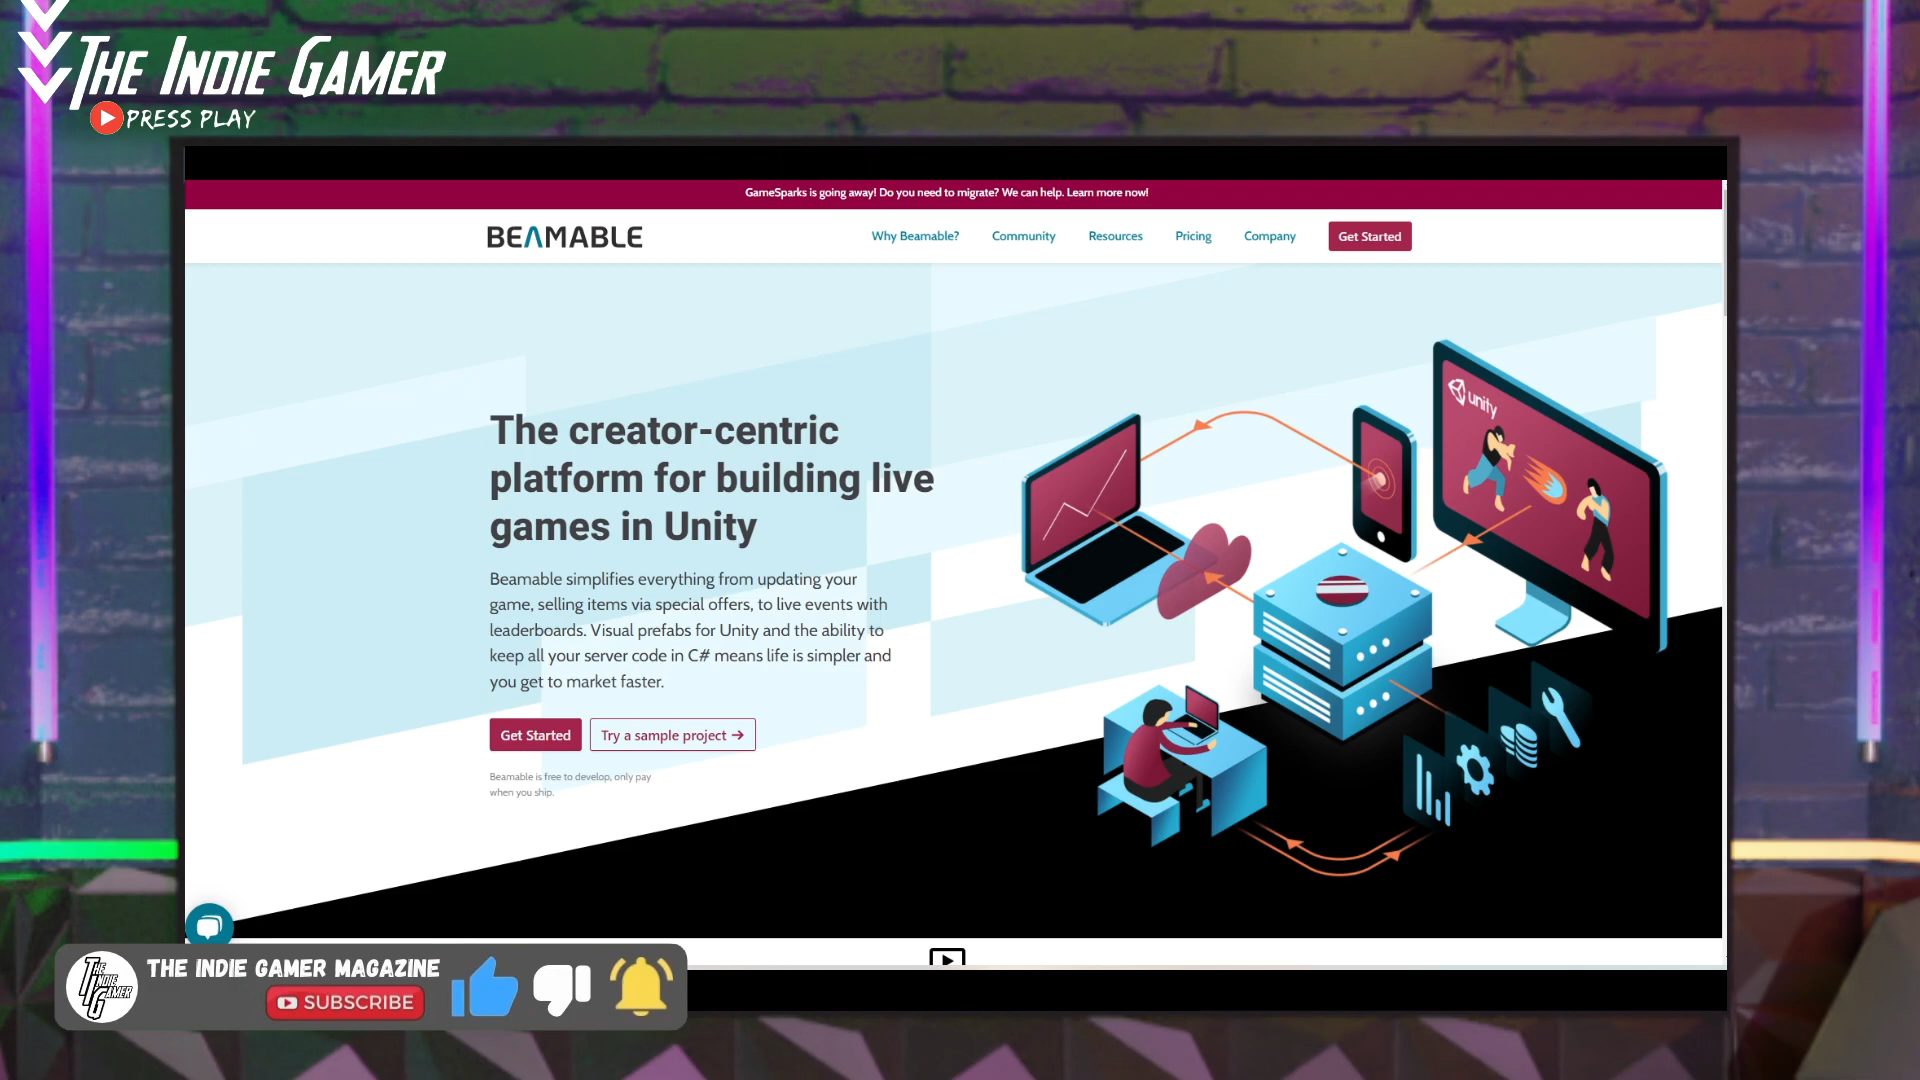 THE INDIE GAMER
PRESS PLAY
GameSparks is going away! Do you need to migrate? We can help. Learn more now!
BEAMABLE
Why Beamable?
Community
Resources
Pricing
Company
Get Started
The creator-centric
platform for building live
games in Unity
Beamable simplifies everything from updating your
game, selling items via special offers, to live events with
leaderboards. Visual prefabs for Unity and the ability to
keep all your server code in C# means life is simpler and
you get to market faster.
Get Started
Try a sample project →
Beamable is free to develop, only pay
when you ship.
unity
THE INDIE GAMER
THE INDIE GAMER MAGAZINE
SUBSCRIBE